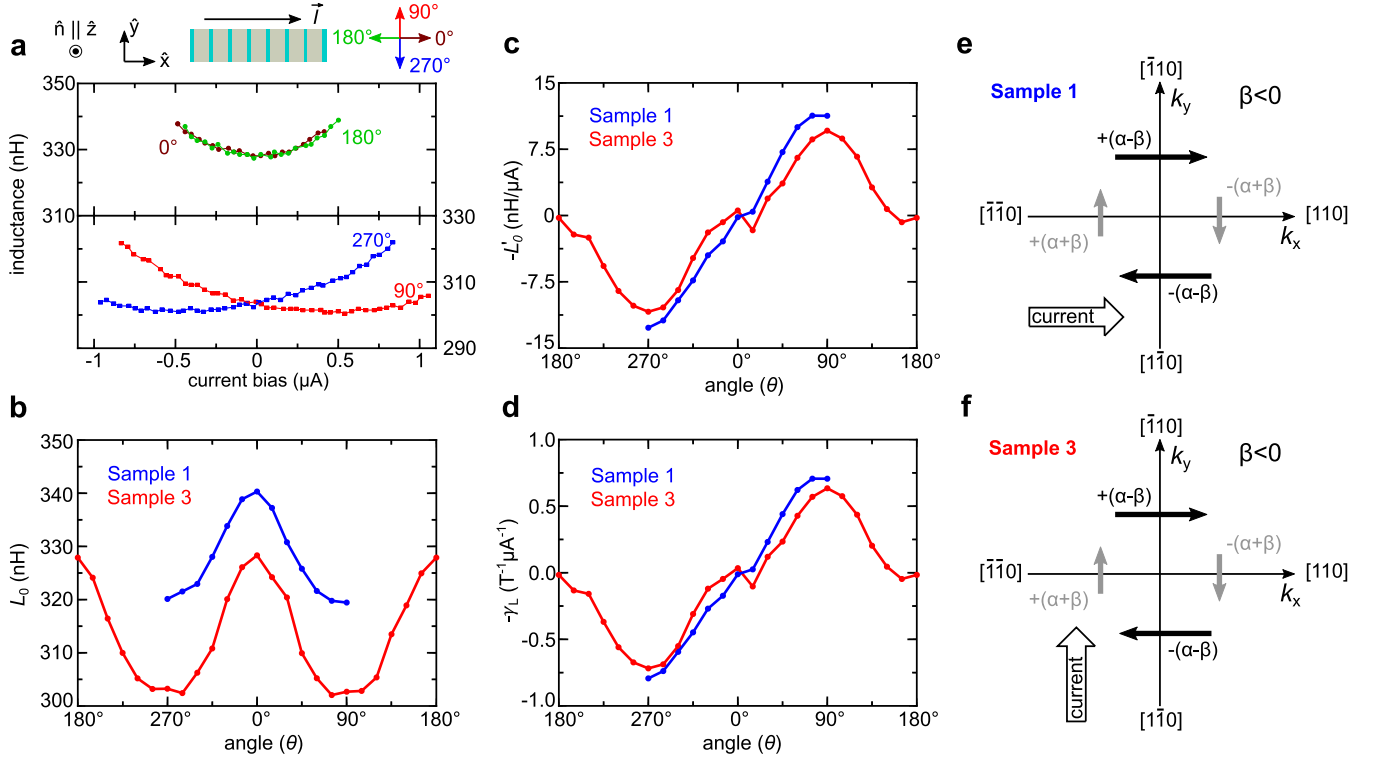 a
n̂ || ẑ
ŷ
x̂
I⃗
90°
180°
0°
270°
350
330
310
inductance (nH)
0°
180°
330
310
290
270°
90°
-1
-0.5
0
0.5
1
current bias (µA)
b
350
340
330
320
310
300
L₀ (nH)
Sample 1
Sample 3
180°
270°
0°
90°
180°
angle (θ)
c
15
7.5
0
-7.5
-15
-L'₀ (nH/µA)
Sample 1
Sample 3
180°
270°
0°
90°
180°
angle (θ)
d
1.0
0.5
0.0
-0.5
-1.0
-γL (T⁻¹µA⁻¹)
Sample 1
Sample 3
180°
270°
0°
90°
180°
angle (θ)
e
Sample 1
[1̄10]
ky
β<0
+(α-β)
-(α+β)
[1̄1̄0]
[110]
+(α+β)
kx
-(α-β)
current
[11̄0]
f
Sample 3
[1̄10]
ky
β<0
+(α-β)
-(α+β)
[1̄1̄0]
[110]
+(α+β)
kx
-(α-β)
current
[11̄0]